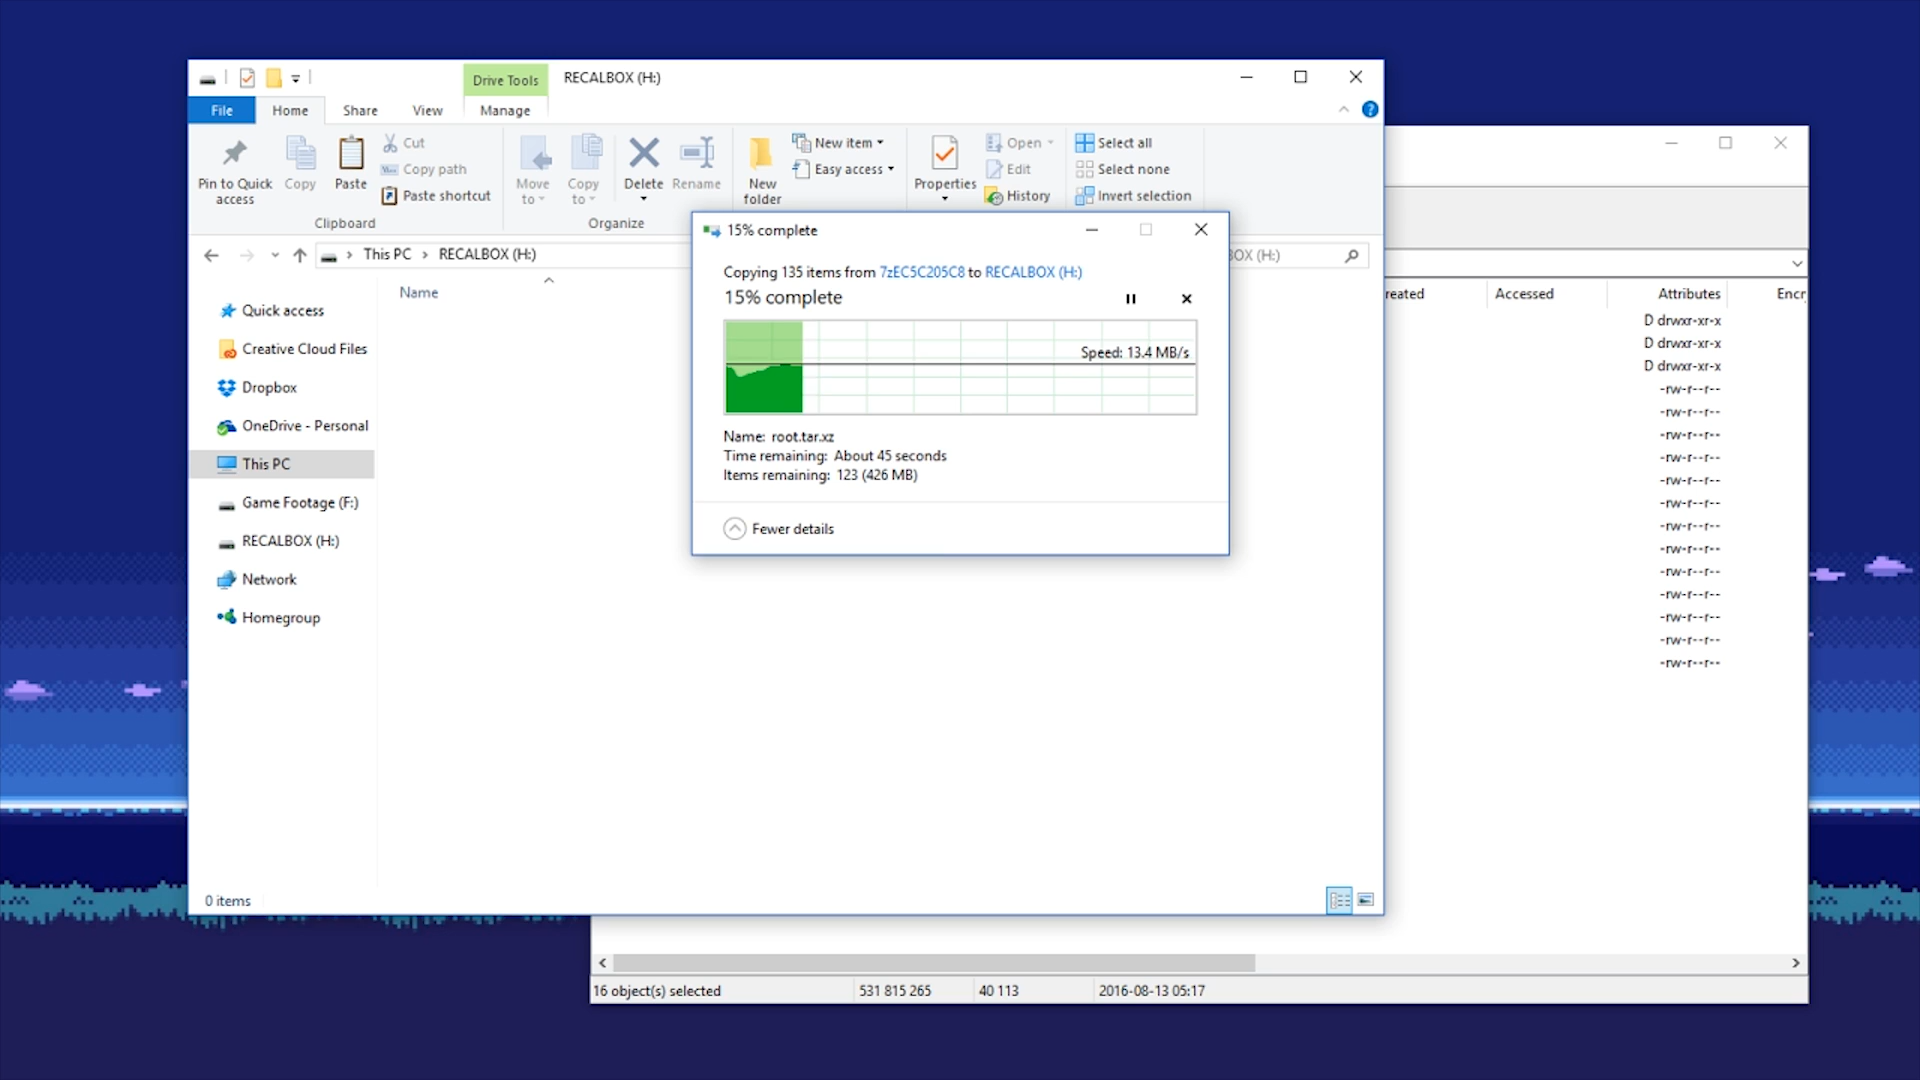 Drive Tools
RECALBOX (H:)
File
Home
Share
View
Manage
Pin to Quick access
Copy
Paste
Cut
Copy path
Paste shortcut
Move to
Copy to
Delete
Rename
New folder
New item
Easy access
Properties
Open
Edit
History
Select all
Select none
Invert selection
Clipboard
Organize
This PC > RECALBOX (H:)
BOX (H:)
Name
Quick access
Creative Cloud Files
Dropbox
OneDrive - Personal
This PC
Game Footage (F:)
RECALBOX (H:)
Network
Homegroup
0 items
15% complete
Copying 135 items from 7zEC5C205C8 to RECALBOX (H:)
15% complete
Speed: 13.4 MB/s
Name: root.tar.xz
Time remaining: About 45 seconds
Items remaining: 123 (426 MB)
Fewer details
reated Accessed Attributes Encr
D drwxr-xr-x
D drwxr-xr-x
D drwxr-xr-x
-rw-r--r--
-rw-r--r--
-rw-r--r--
-rw-r--r--
-rw-r--r--
-rw-r--r--
-rw-r--r--
-rw-r--r--
-rw-r--r--
-rw-r--r--
-rw-r--r--
-rw-r--r--
-rw-r--r--
16 object(s) selected 531 815 265 40 113 2016-08-13 05:17